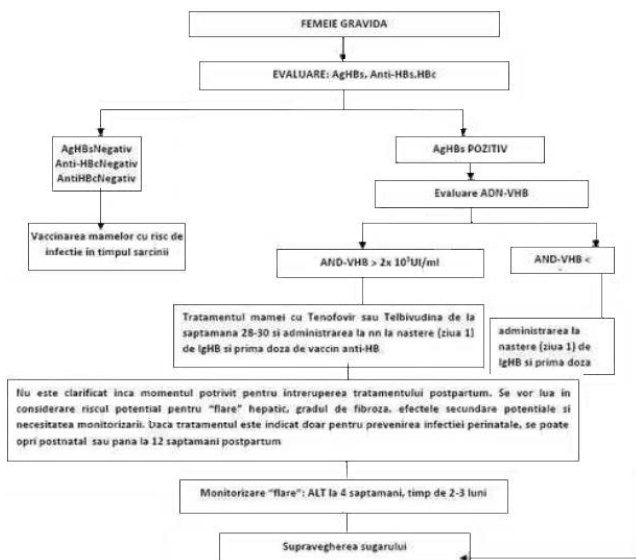 FEMEIE GRAVIDA
EVALUARE: AgHBs, Anti-HBs,HBc
AgHBsNegativ
Anti-HBcNegativ
AntiHBcNegativ
AgHBs POZITIV
Evaluare ADN-VHB
Vaccinarea mamelor cu risc de
infectie in timpul sarcinii
AND-VHB > 2x 10⁵UI/ml
AND-VHB <
Tratamentul mamei cu Tenofovir sau Telbivudina de la
saptamana 28-30 si administrarea la nn la nastere (ziua 1)
de IgHB si prima doza de vaccin anti-HB
administrarea la
nastere (ziua 1) de
IgHB si prima doza
Nu este clarificat inca momentul potrivit pentru intreruperea tratamentului postpartum. Se vor lua in
considerare riscul potential pentru "flare" hepatic, gradul de fibroza, efectele secundare potentiale si
necesitatea monitorizarii. Daca tratamentul este indicat doar pentru prevenirea infectiei perinatale, se poate
opri postnatal sau pana la 12 saptamani postpartum
Monitorizare "flare": ALT la 4 saptamani, timp de 2-3 luni
Supravegherea sugarului